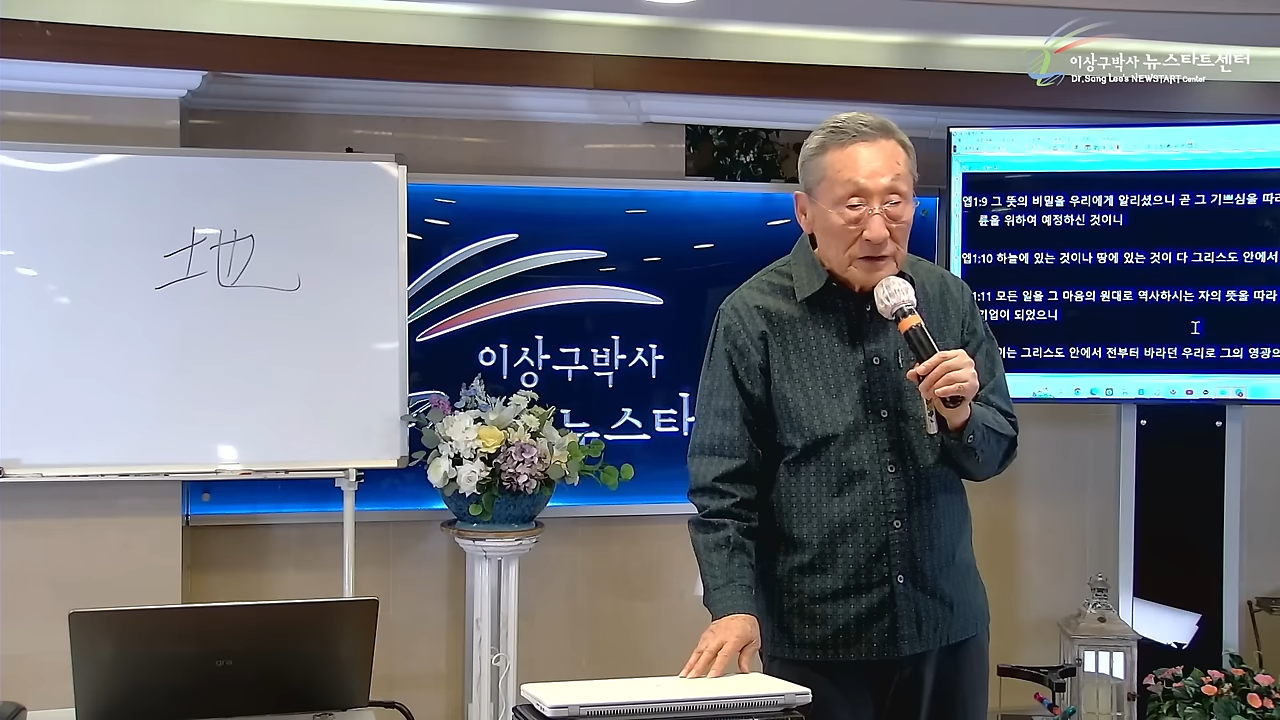 이상구박사 뉴스타트센터
Dr.Sang Lee's NEWSTART Center
地
이상구박사
뉴스타
엡1:9 그 뜻의 비밀을 우리에게 알리셨으니 곧 그 기쁘심을 따라
륜을 위하여 예정하신 것이니
엡1:10 하늘에 있는 것이나 땅에 있는 것이 다 그리스도 안에서
1:11 모든 일을 그 마음의 원대로 역사하시는 자의 뜻을 따라
기업이 되었으니
이는 그리스도 안에서 전부터 바라던 우리로 그의 영광의
gram